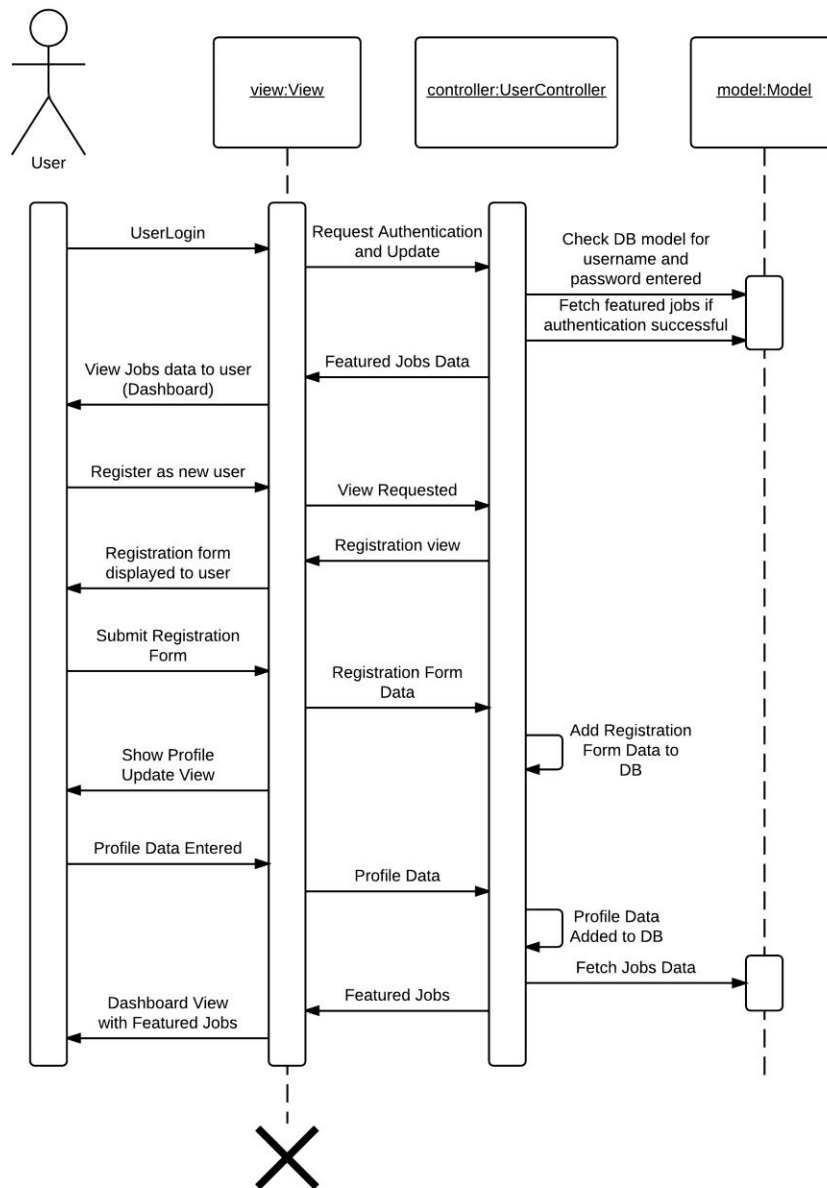 User
view:View
controller:UserController
model:Model
UserLogin
Request Authentication
and Update
Check DB model for
username and
password entered
Fetch featured jobs if
authentication successful
Featured Jobs Data
View Jobs data to user
(Dashboard)
Register as new user
View Requested
Registration view
Registration form
displayed to user
Submit Registration
Form
Registration Form
Data
Add Registration
Form Data to
DB
Show Profile
Update View
Profile Data Entered
Profile Data
Profile Data
Added to DB
Fetch Jobs Data
Featured Jobs
Dashboard View
with Featured Jobs